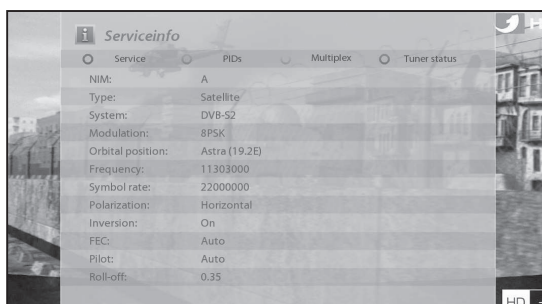 Serviceinfo
Service PIDs Multiplex Tuner status
NIM: A
Type: Satellite
System: DVB-S2
Modulation: 8PSK
Orbital position: Astra (19.2E)
Frequency: 11303000
Symbol rate: 22000000
Polarization: Horizontal
Inversion: On
FEC: Auto
Pilot: Auto
Roll-off: 0.35
HD